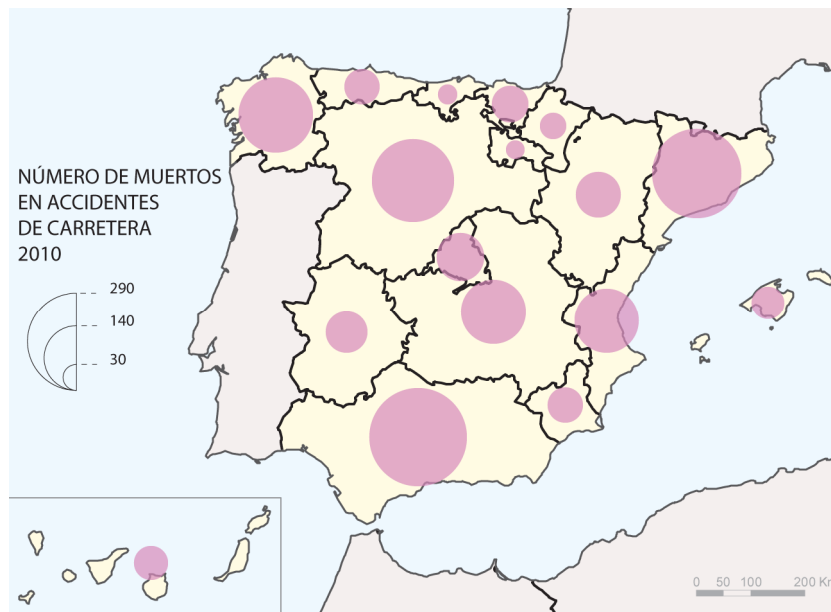 NÚMERO DE MUERTOS
EN ACCIDENTES
DE CARRETERA
2010
290
140
30
0 50 100 200 Km